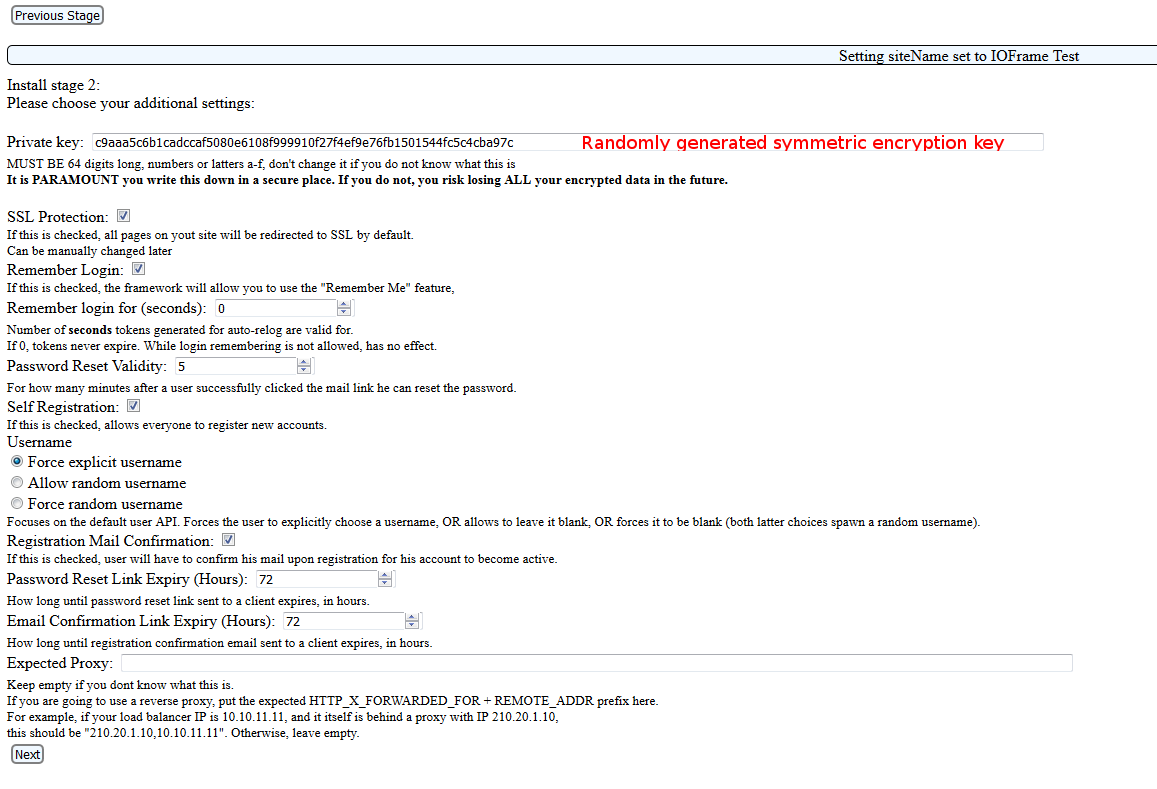 Previous Stage
Setting siteName set to IOFrame Test
Install stage 2:
Please choose your additional settings:
Private key: c9aaa5c6b1cadccaf5080e6108f999910f27f4ef9e76fb1501544fc5c4cba97c Randomly generated symmetric encryption key
MUST BE 64 digits long, numbers or latters a-f, don't change it if you do not know what this is
It is PARAMOUNT you write this down in a secure place. If you do not, you risk losing ALL your encrypted data in the future.
SSL Protection:
If this is checked, all pages on yout site will be redirected to SSL by default.
Can be manually changed later
Remember Login:
If this is checked, the framework will allow you to use the "Remember Me" feature,
Remember login for (seconds): 0
Number of seconds tokens generated for auto-relog are valid for.
If 0, tokens never expire. While login remembering is not allowed, has no effect.
Password Reset Validity: 5
For how many minutes after a user successfully clicked the mail link he can reset the password.
Self Registration:
If this is checked, allows everyone to register new accounts.
Username
Force explicit username
Allow random username
Force random username
Focuses on the default user API. Forces the user to explicitly choose a username, OR allows to leave it blank, OR forces it to be blank (both latter choices spawn a random username).
Registration Mail Confirmation:
If this is checked, user will have to confirm his mail upon registration for his account to become active.
Password Reset Link Expiry (Hours): 72
How long until password reset link sent to a client expires, in hours.
Email Confirmation Link Expiry (Hours): 72
How long until registration confirmation email sent to a client expires, in hours.
Expected Proxy:
Keep empty if you dont know what this is.
If you are going to use a reverse proxy, put the expected HTTP_X_FORWARDED_FOR + REMOTE_ADDR prefix here.
For example, if your load balancer IP is 10.10.11.11, and it itself is behind a proxy with IP 210.20.1.10,
this should be "210.20.1.10,10.10.11.11". Otherwise, leave empty.
Next